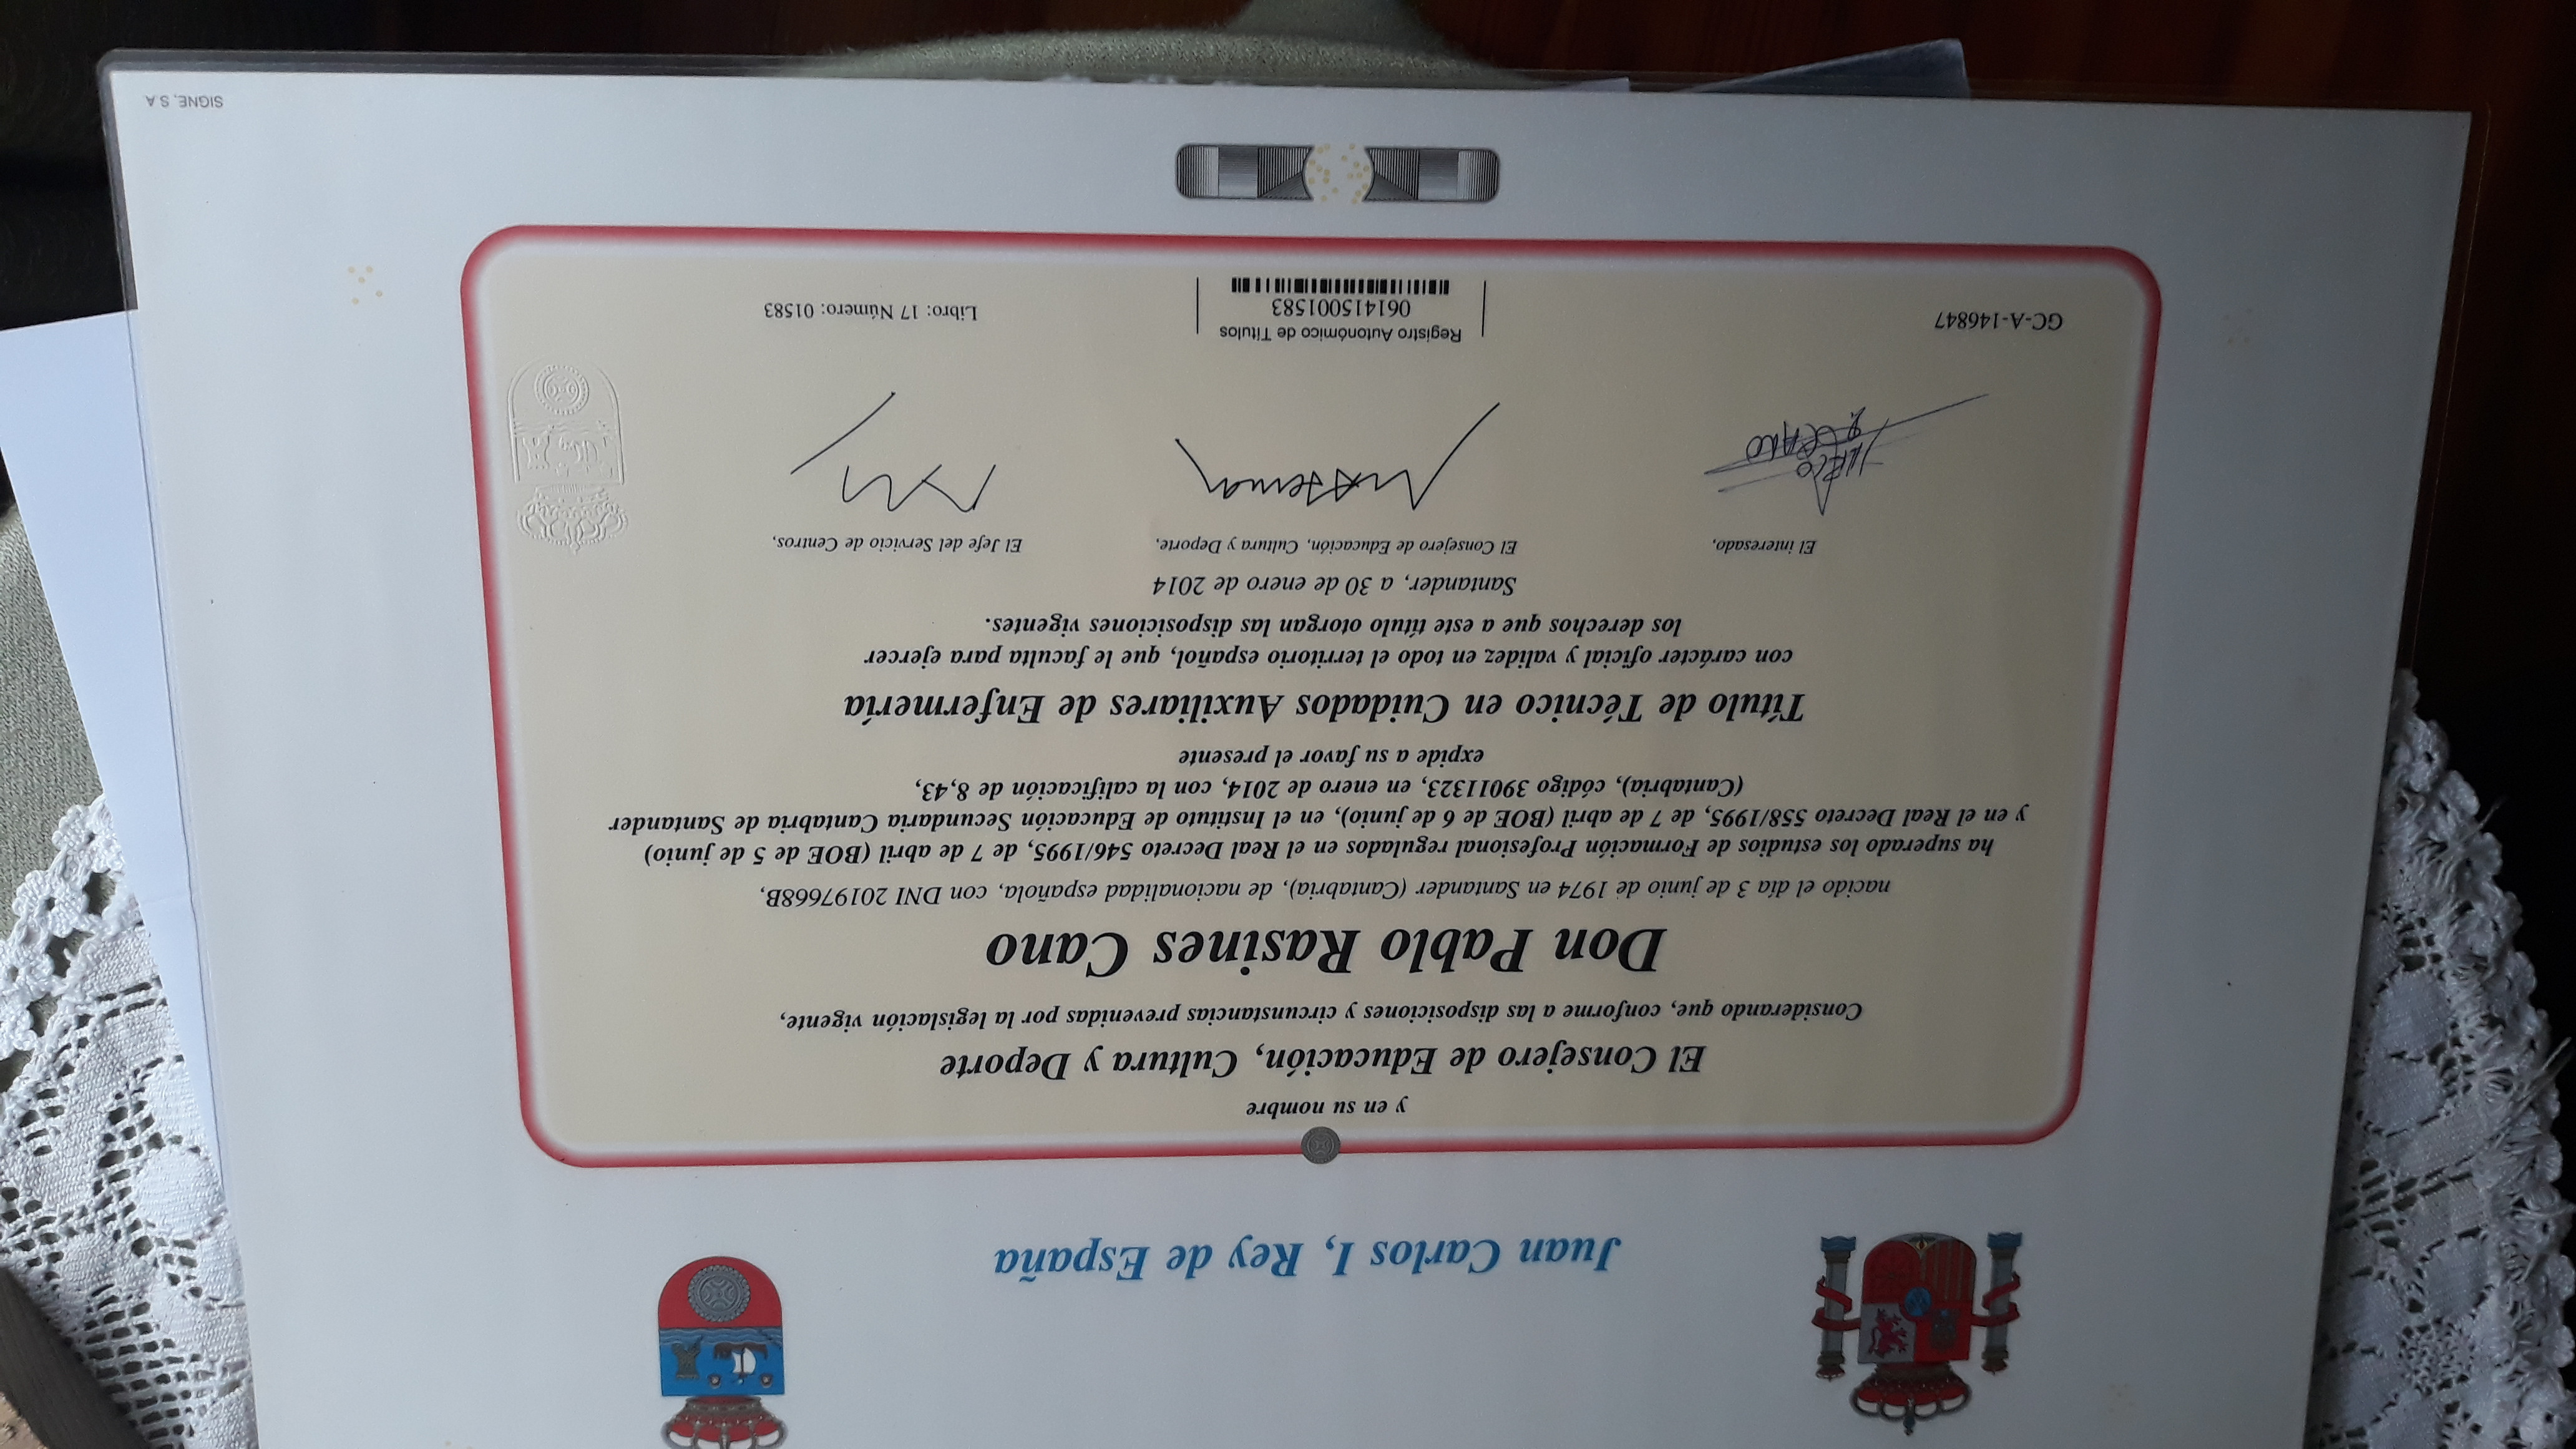 Juan Carlos I, Rey de España
y en su nombre
El Consejero de Educación, Cultura y Deporte
Considerando que, conforme a las disposiciones y circunstancias prevenidas por la legislación vigente,
Don Pablo Rasines Cano
nacido el día 3 de junio de 1974 en Santander (Cantabria), de nacionalidad española, con DNI 20197668B,
ha superado los estudios de Formación Profesional regulados en el Real Decreto 546/1995, de 7 de abril (BOE de 5 de junio)
y en el Real Decreto 558/1995, de 7 de abril (BOE de 6 de junio), en el Instituto de Educación Secundaria Cantabria de Santander
(Cantabria), código 39011323, en enero de 2014, con la calificación de 8,43,
expide a su favor el presente
Título de Técnico en Cuidados Auxiliares de Enfermería
con carácter oficial y validez en todo el territorio español, que le faculta para ejercer
los derechos que a este título otorgan las disposiciones vigentes.
Santander, a 30 de enero de 2014
El interesado,
El Consejero de Educación, Cultura y Deporte,
El Jefe del Servicio de Centros,
GC-A-146847
Registro Autonómico de Títulos
061415001583
Libro: 17 Número: 01583
SIGNE, S.A